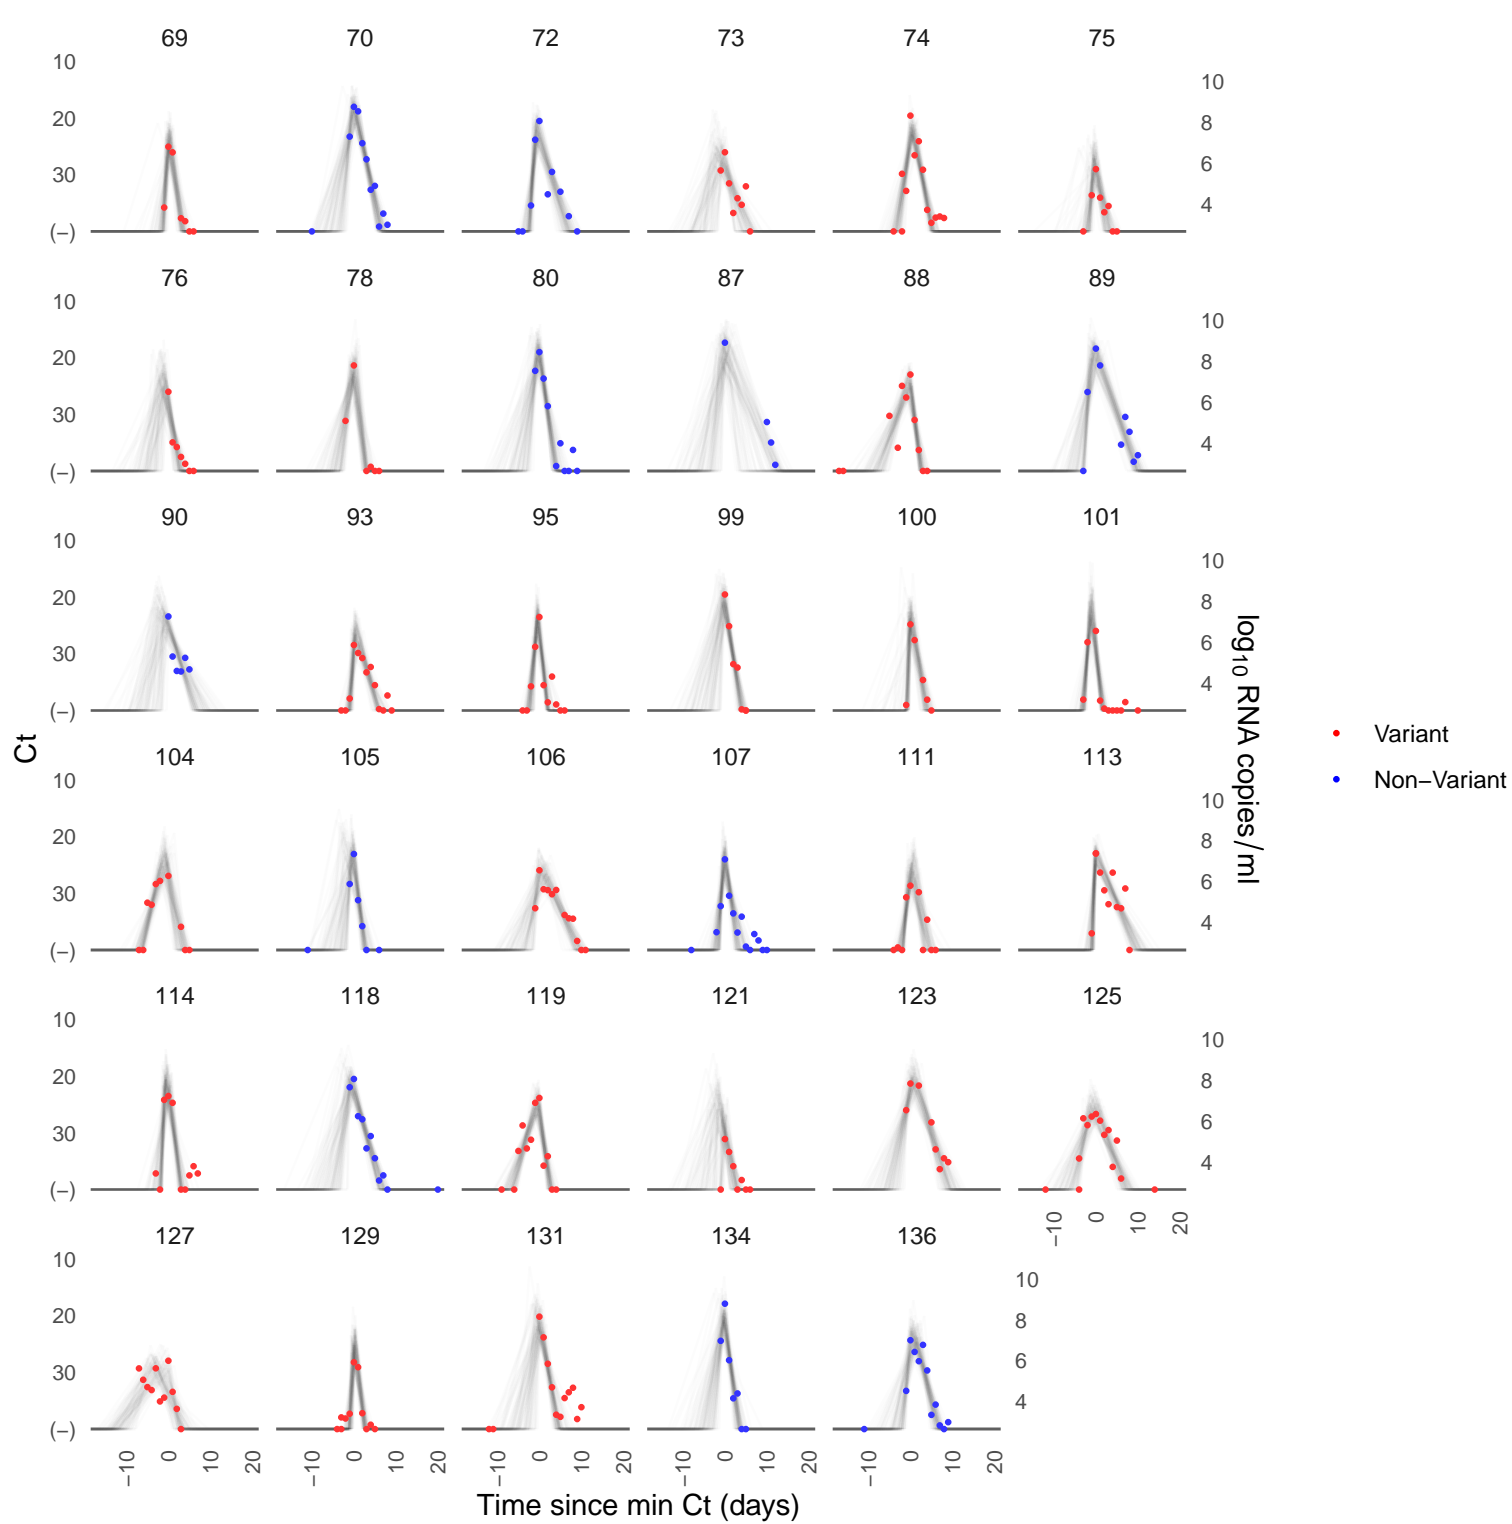 69 70 72 73 74 75
10 20 30 (−) 10 8 6 4
76 78 80 87 88 89
10 20 30 (−) 10 8 6 4
90 93 95 99 100 101
10 20 30 (−) 10 8 6 4
104 105 106 107 111 113
10 20 30 (−) 10 8 6 4
114 118 119 121 123 125
10 20 30 (−) 10 8 6 4
−10 0 10 20
127 129 131 134 136
10 20 30 (−) 10 8 6 4
−10 0 10 20 −10 0 10 20 −10 0 10 20 −10 0 10 20 −10 0 10 20
Time since min Ct (days)
Ct
log10 RNA copies/ml
Variant
Non−Variant